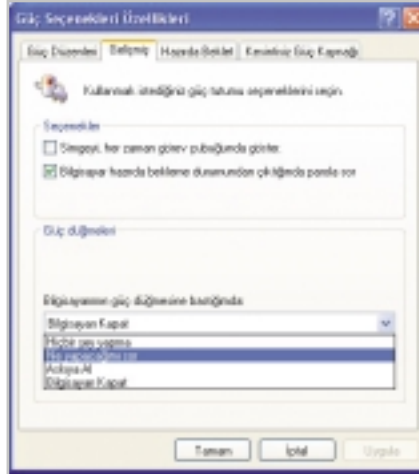 Güç Seçenekleri Özellikleri
Güç Düzenleri Gelişmiş Hazırda Beklet Kesintisiz Güç Kaynağı
Kullanmak istediğiniz güç tutumu seçeneklerini seçin.
Seçenekler
Simgeyi, her zaman görev çubuğunda göster.
Bilgisayar hazırda bekleme durumundan çıktığında parola sor
Güç düğmeleri
Bilgisayarımın güç düğmesine bastığımda:
Bilgisayarı Kapat
Hiçbir şey yapma
Ne yapacağımı sor
Askıya Al
Bilgisayarı Kapat
Tamam İptal Uygula